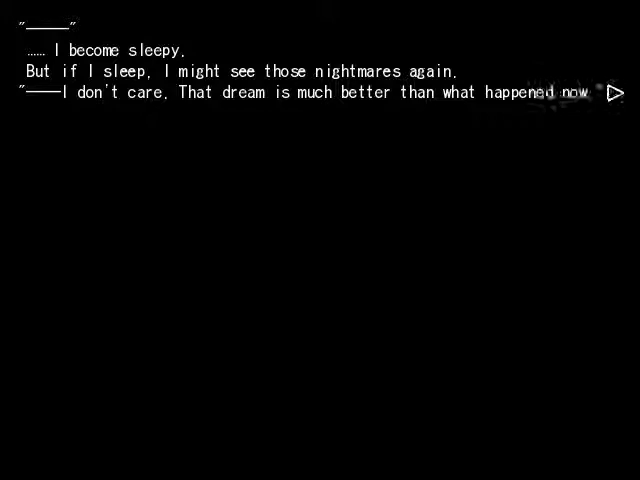 "―――"
…… I become sleepy.
But if I sleep, I might see those nightmares again.
"――I don't care. That dream is much better than what happened now